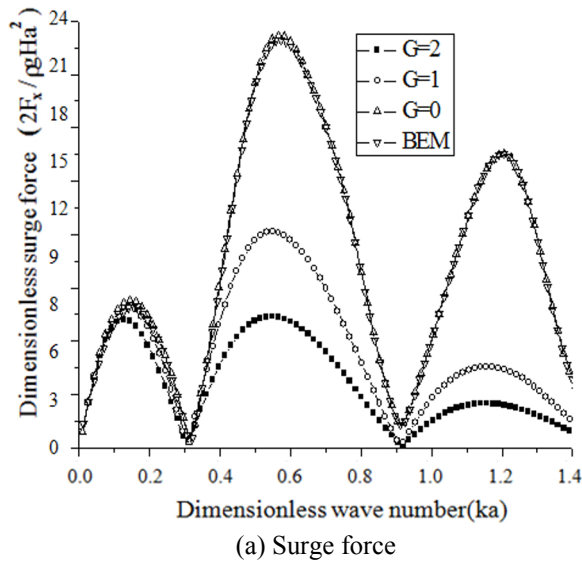 Dimensionless surge force (2Fₓ/ρgHa²)
24
21
18
15
12
9
8
6
3
0
G=2
G=1
G=0
BEM
0.0 0.2 0.4 0.6 0.8 1.0 1.2 1.4
Dimensionless wave number(ka)
(a) Surge force